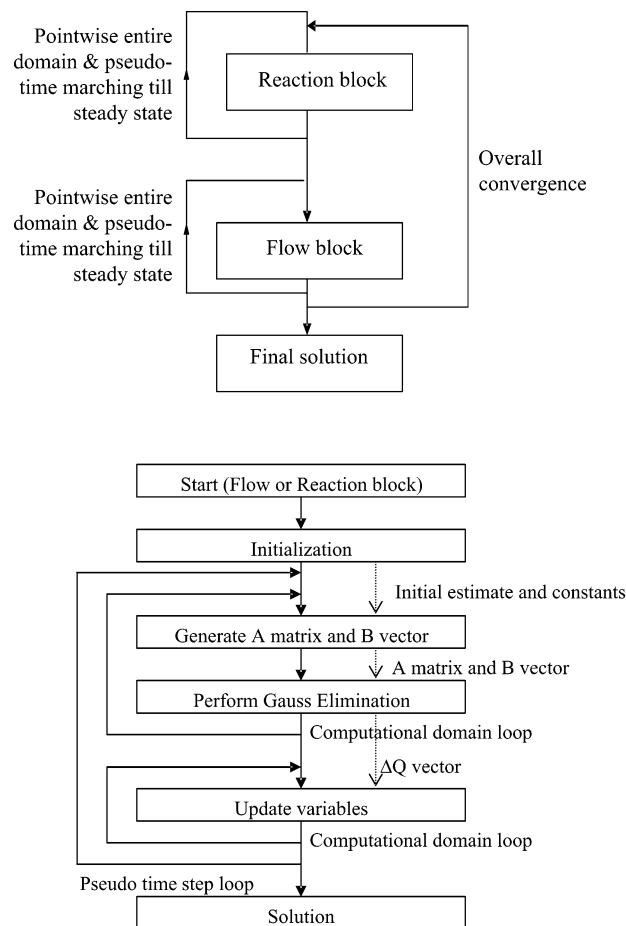 Pointwise entire
domain & pseudo-
time marching till
steady state
Reaction block
Overall
convergence
Pointwise entire
domain & pseudo-
time marching till
steady state
Flow block
Final solution
Start (Flow or Reaction block)
Initialization
Initial estimate and constants
Generate A matrix and B vector
A matrix and B vector
Perform Gauss Elimination
Computational domain loop
ΔQ vector
Update variables
Computational domain loop
Pseudo time step loop
Solution